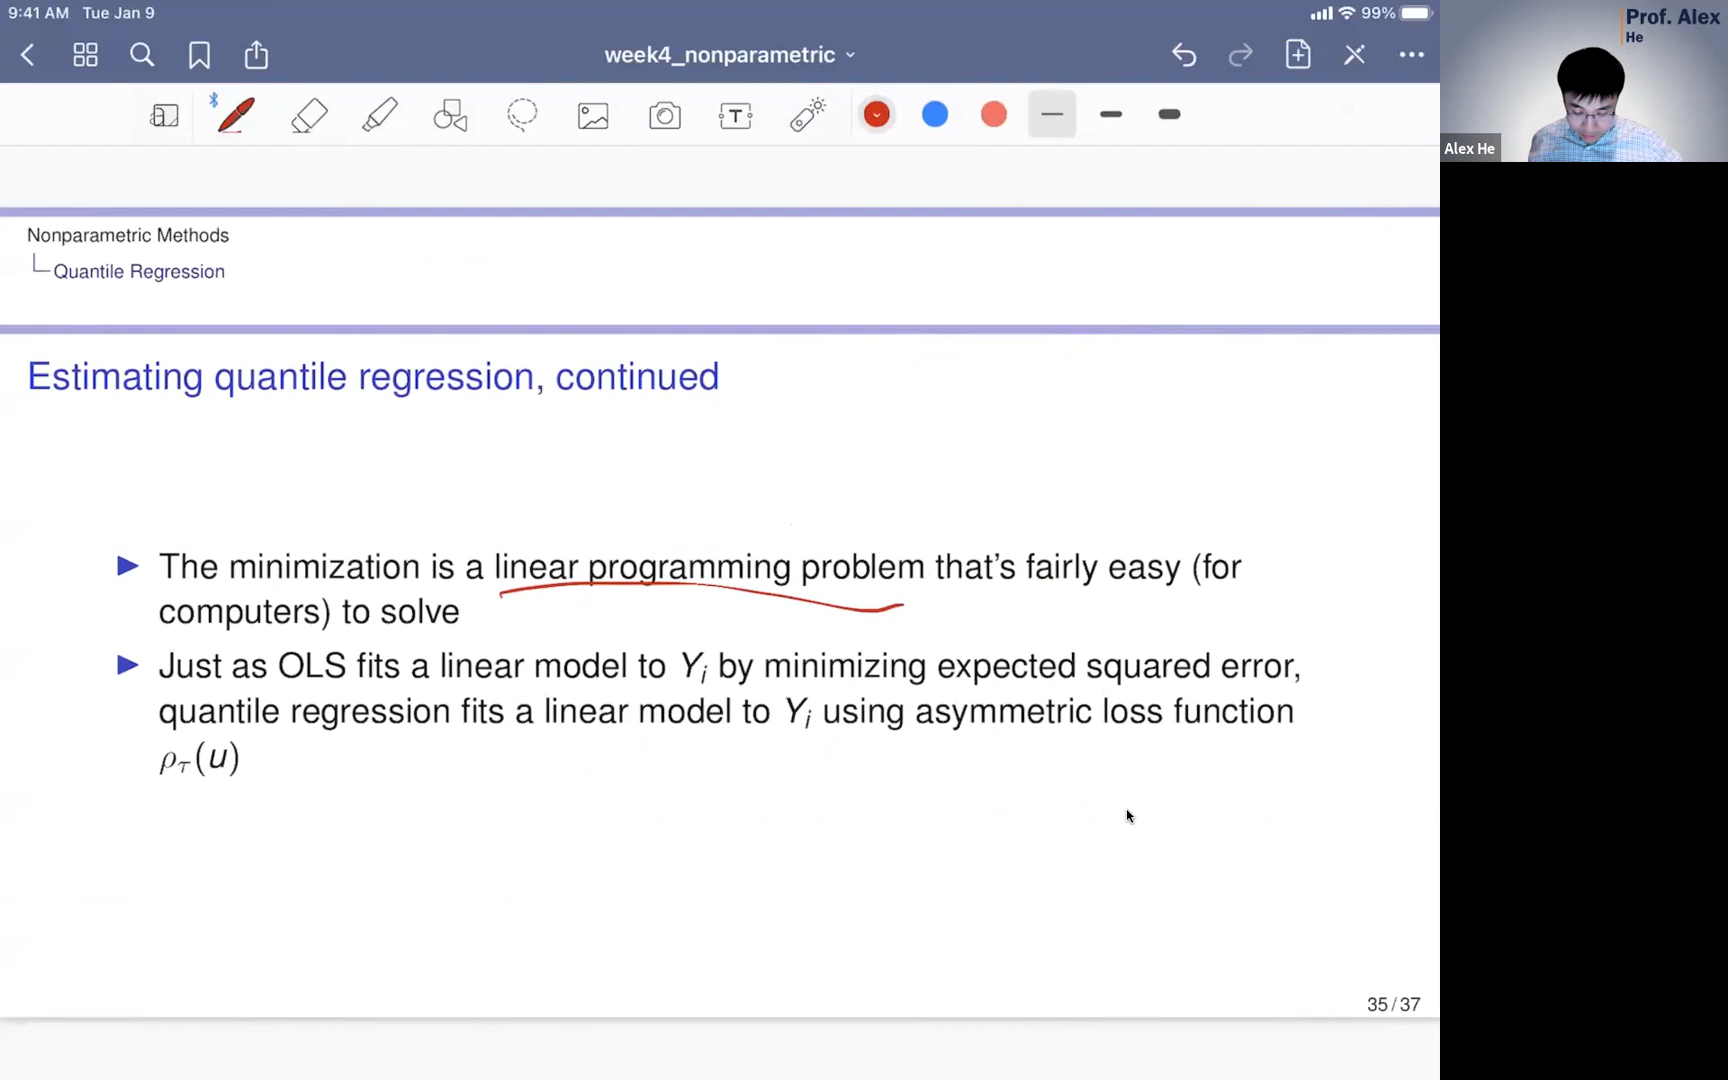 9:41 AM Tue Jan 9
99%
week4_nonparametric
T
Prof. Alex
He
Alex He
Nonparametric Methods
Quantile Regression
Estimating quantile regression, continued
The minimization is a linear programming problem that's fairly easy (for
computers) to solve
Just as OLS fits a linear model to Yᵢ by minimizing expected squared error,
quantile regression fits a linear model to Yᵢ using asymmetric loss function
ρ_τ(u)
35/37